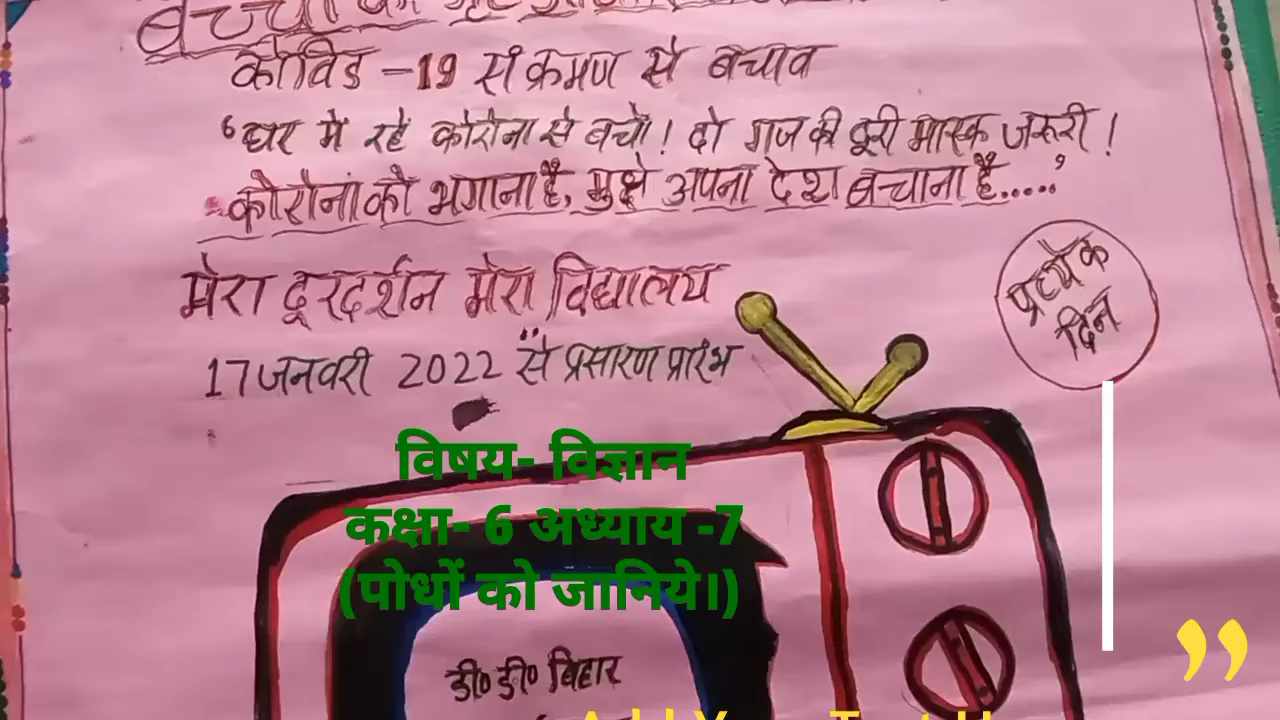 बच्चों का
कोविड -19 संक्रमण से बचाव
'घर में रहें कोरोना से बचों! दो गज की दूरी मास्क जरूरी!
कोरोनां को भगाना है, मुझे अपना देश बचाना है.....'
मेरा दूरदर्शन मेरा विद्यालय
17 जनवरी 2022 से प्रसारण प्रारंभ
प्रत्येक
दिन
विषय- विज्ञान
कक्षा- 6 अध्याय -7
(पोधों को जानिये।)
डी० डी० बिहार
”